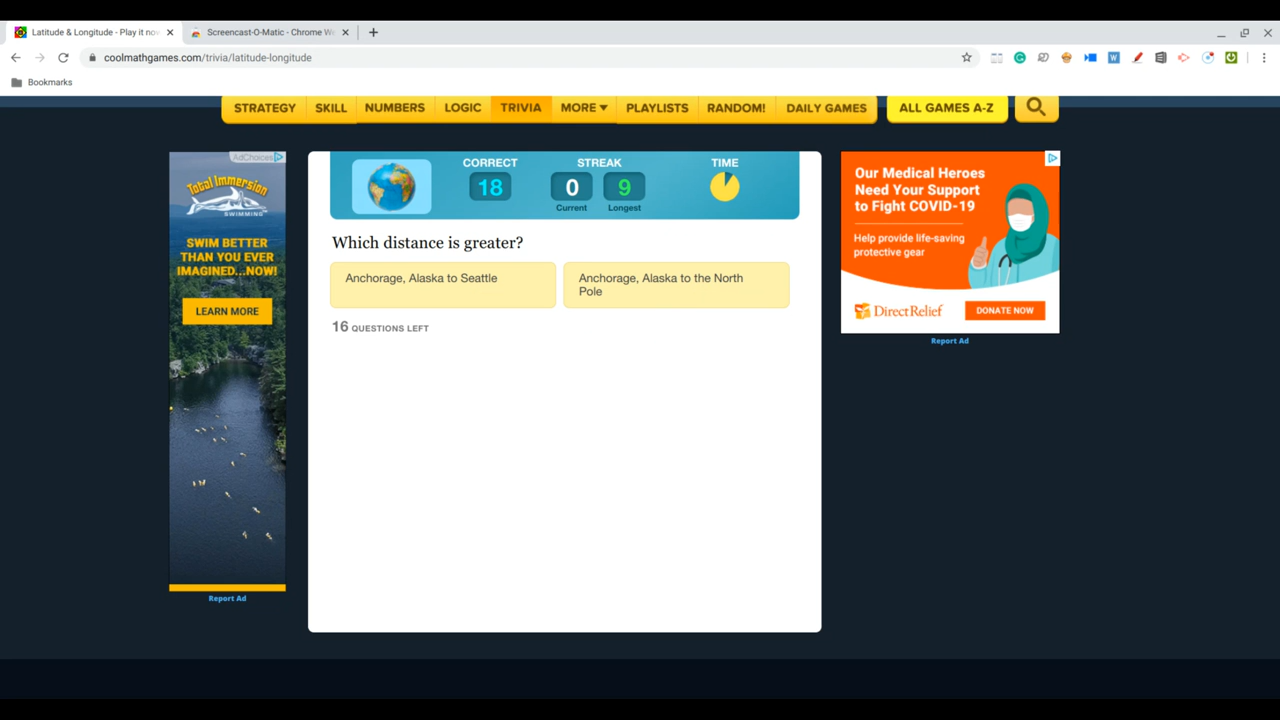 Latitude & Longitude - Play it now
Screencast-O-Matic - Chrome We
coolmathgames.com/trivia/latitude-longitude
Bookmarks
STRATEGY SKILL NUMBERS LOGIC TRIVIA MORE PLAYLISTS RANDOM! DAILY GAMES ALL GAMES A-Z
AdChoices
Total Immersion
SWIMMING
SWIM BETTER
THAN YOU EVER
IMAGINED...NOW!
LEARN MORE
Report Ad
CORRECT STREAK TIME
18 0 9
Current Longest
Which distance is greater?
Anchorage, Alaska to Seattle
Anchorage, Alaska to the North
Pole
16 QUESTIONS LEFT
Our Medical Heroes
Need Your Support
to Fight COVID-19
Help provide life-saving
protective gear
DirectRelief
DONATE NOW
Report Ad